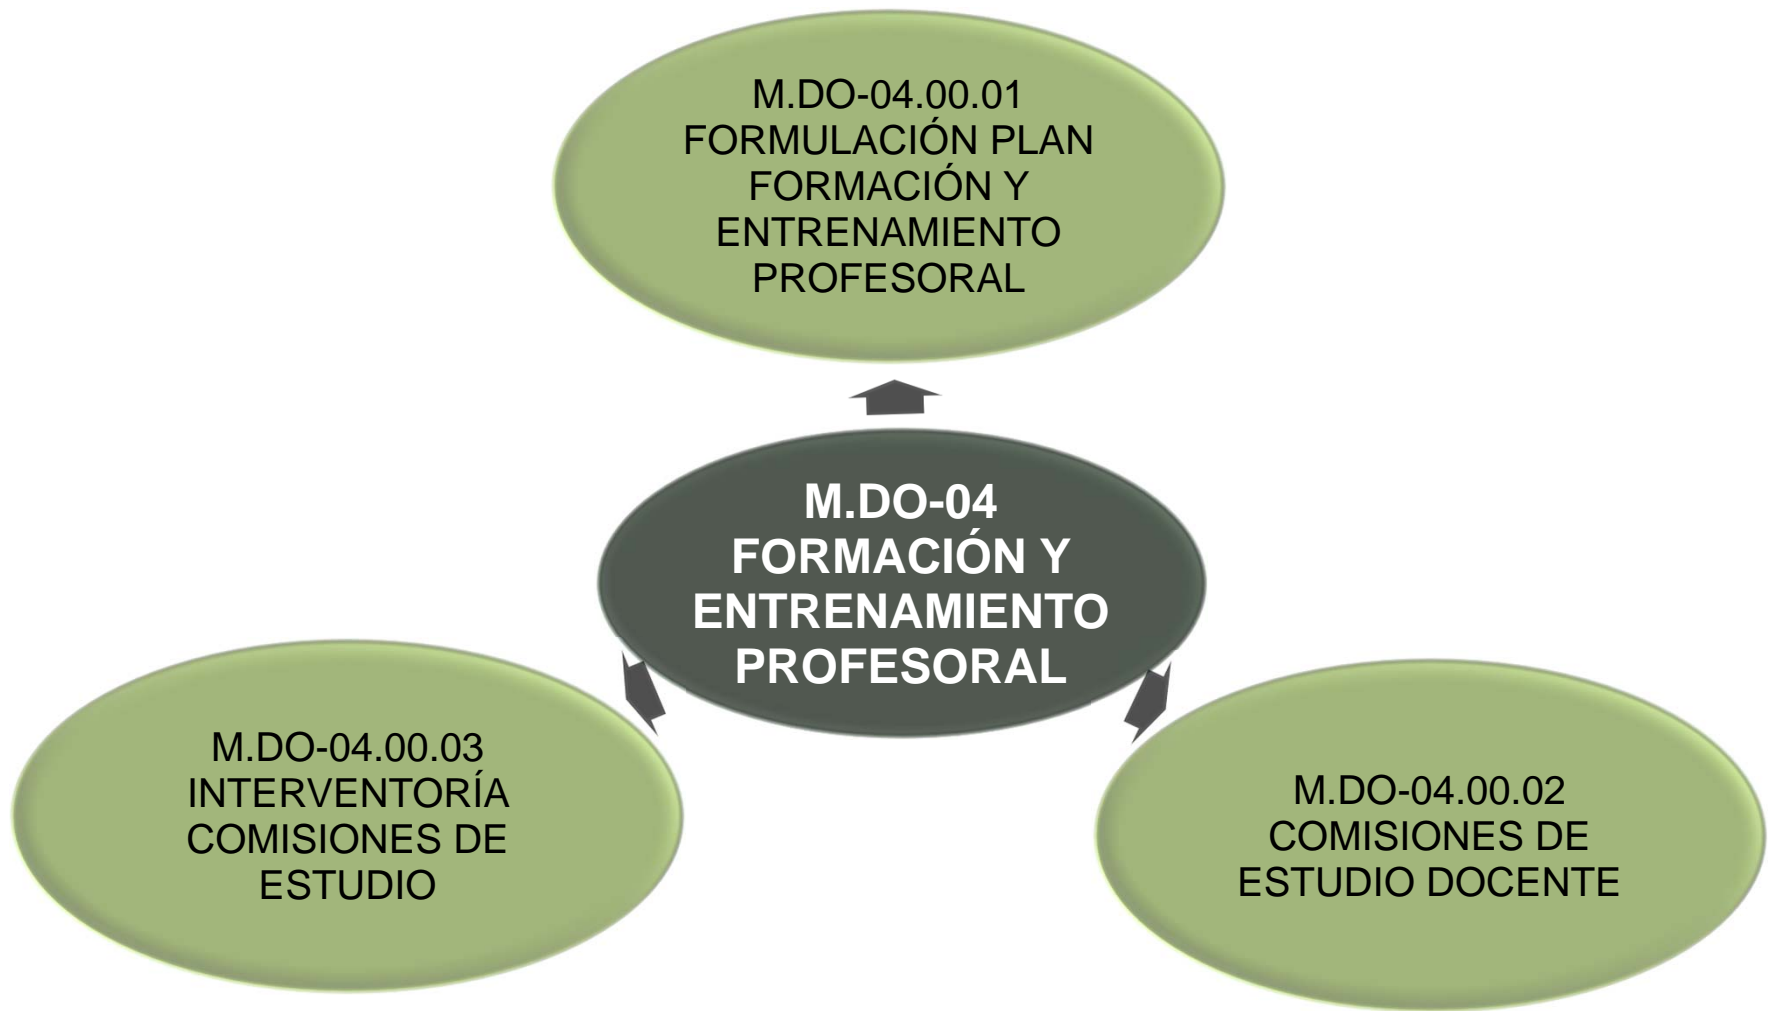 M.DO-04.00.01
FORMULACIÓN PLAN
FORMACIÓN Y
ENTRENAMIENTO
PROFESORAL
M.DO-04
FORMACIÓN Y
ENTRENAMIENTO
PROFESORAL
M.DO-04.00.03
INTERVENTORÍA
COMISIONES DE
ESTUDIO
M.DO-04.00.02
COMISIONES DE
ESTUDIO DOCENTE